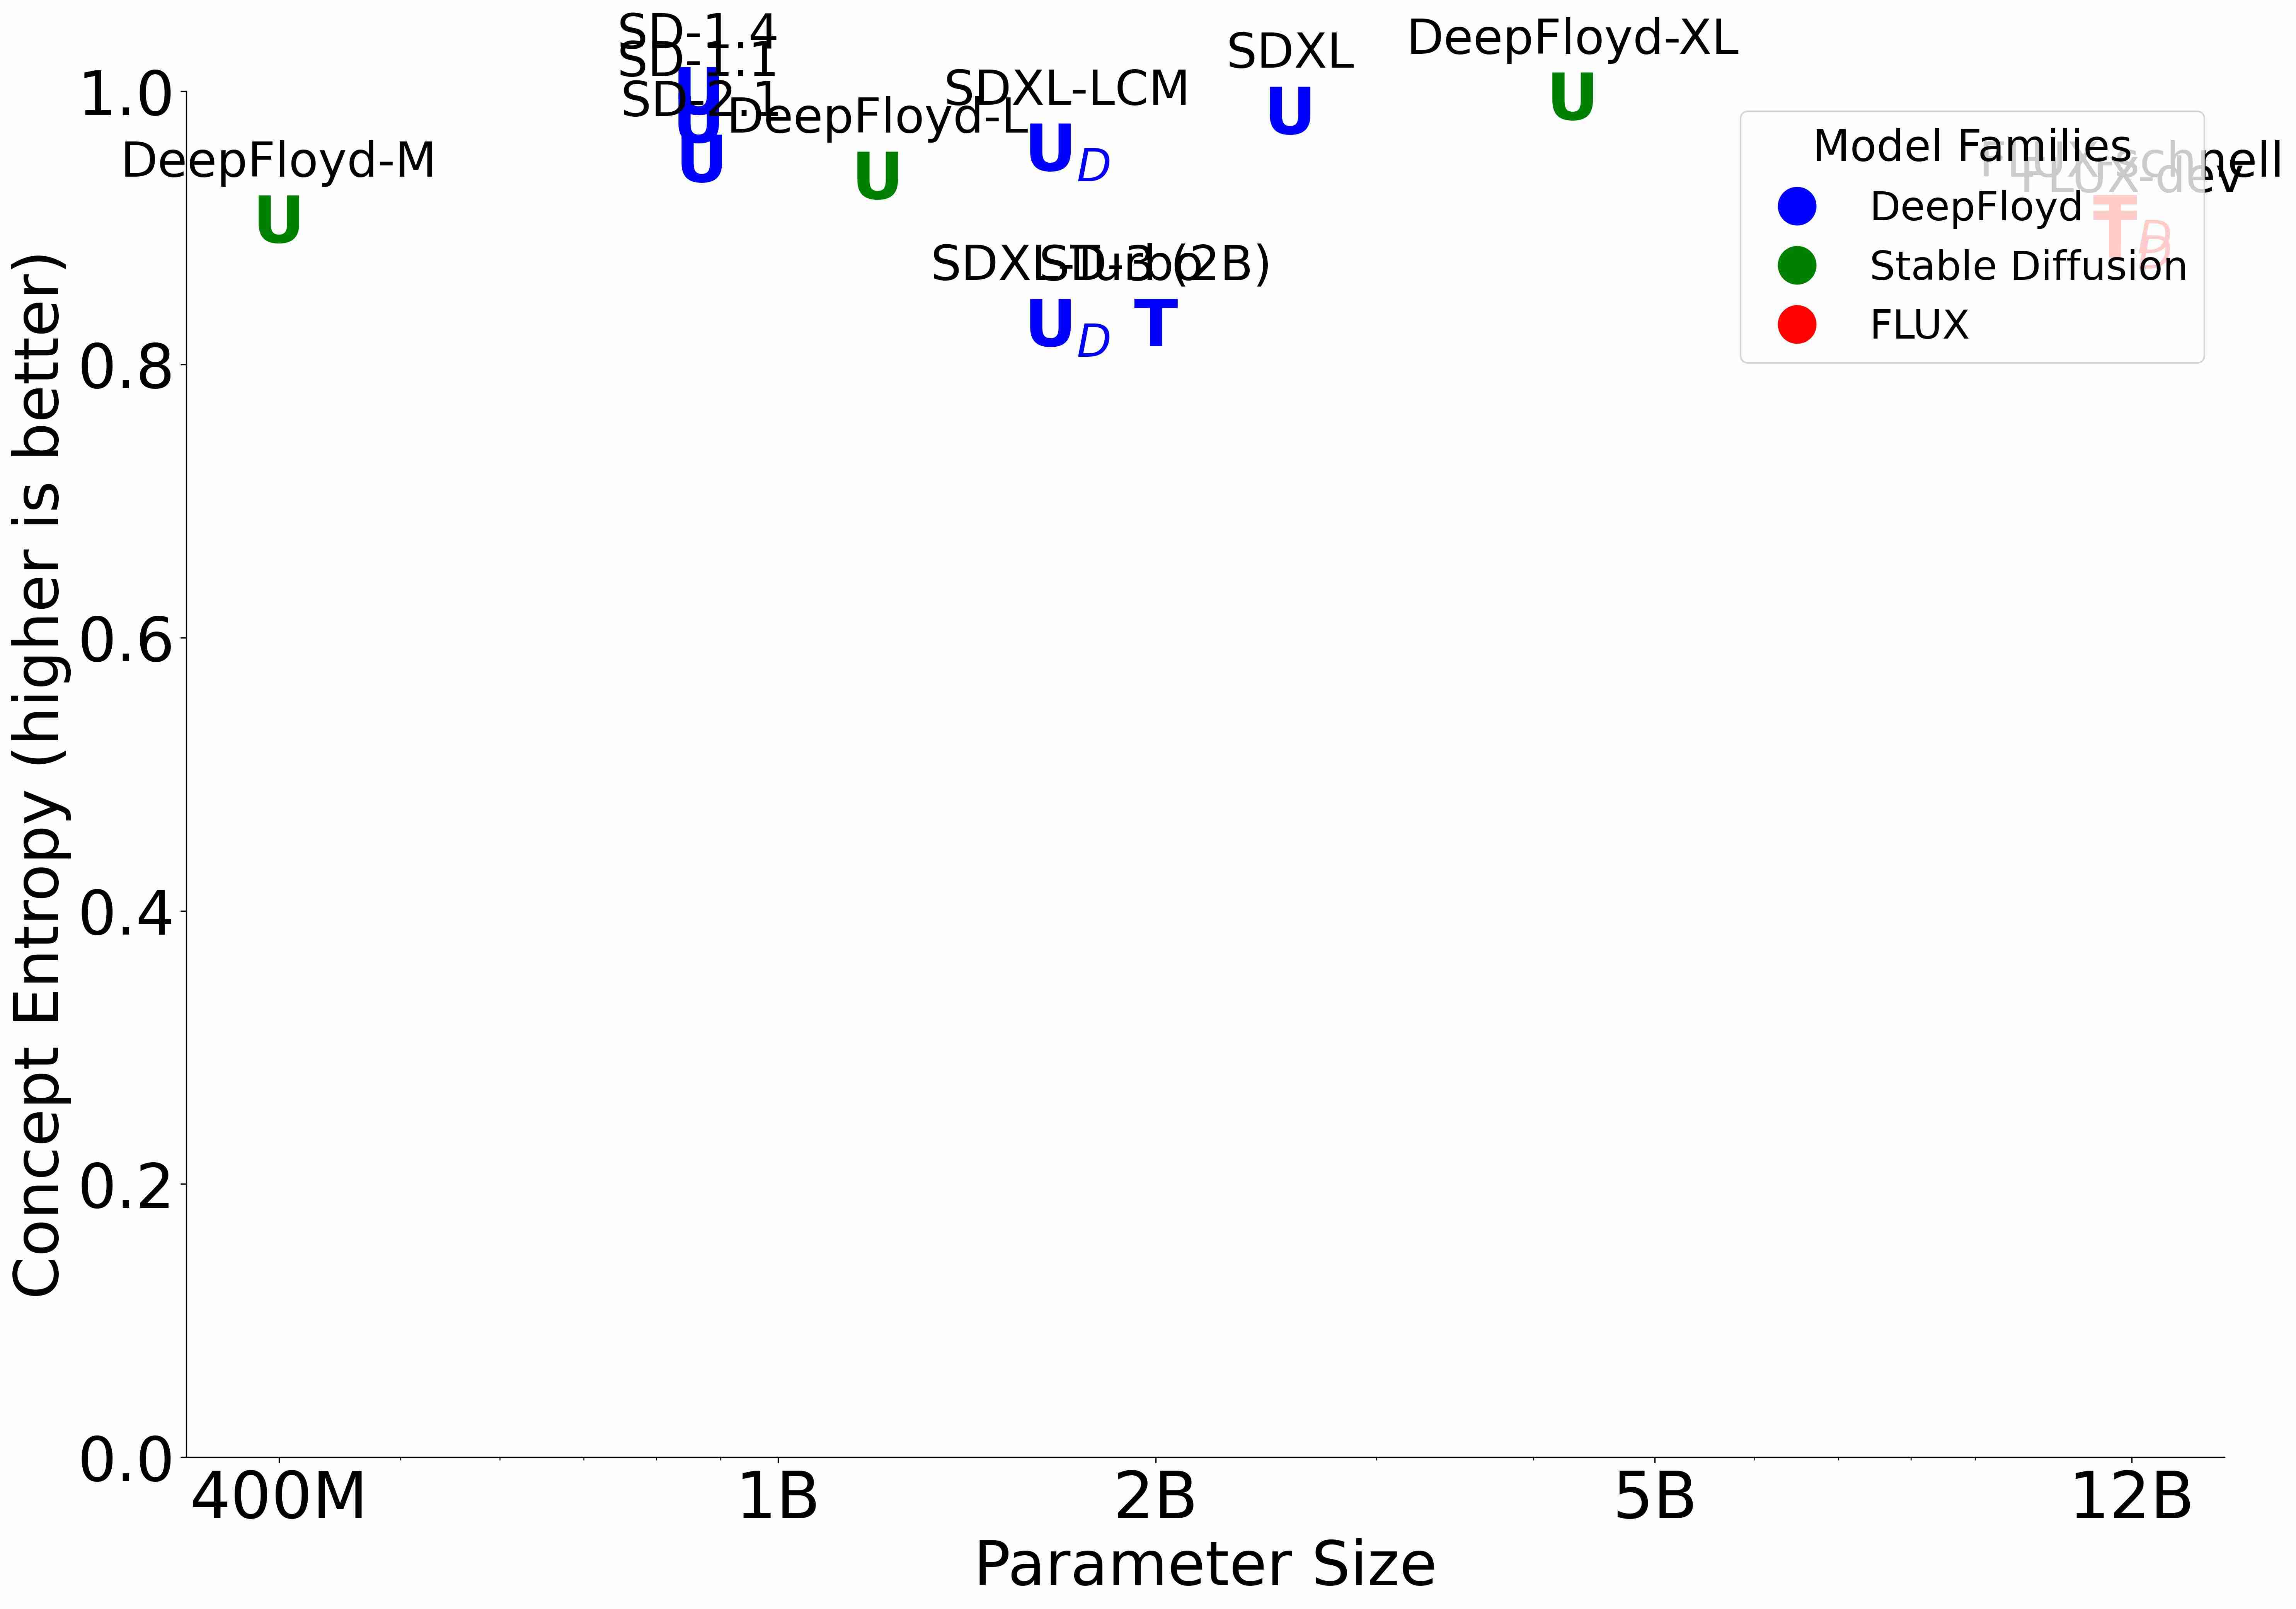 SD-1.4
SD-1.1
SD-2.1
DeepFloyd-XL
SDXL
SDXL-LCM
DeepFloyd-L
DeepFloyd-M
U
U
U
U
U
U
U
U D
SDXL-Turbo
SD-3 (2B)
U D
T
FLUX-schnell
FLUX-dev
T D
T D
Model Families
DeepFloyd
Stable Diffusion
FLUX
Concept Entropy (higher is better)
1.0
0.8
0.6
0.4
0.2
0.0
400M
1B
2B
5B
12B
Parameter Size